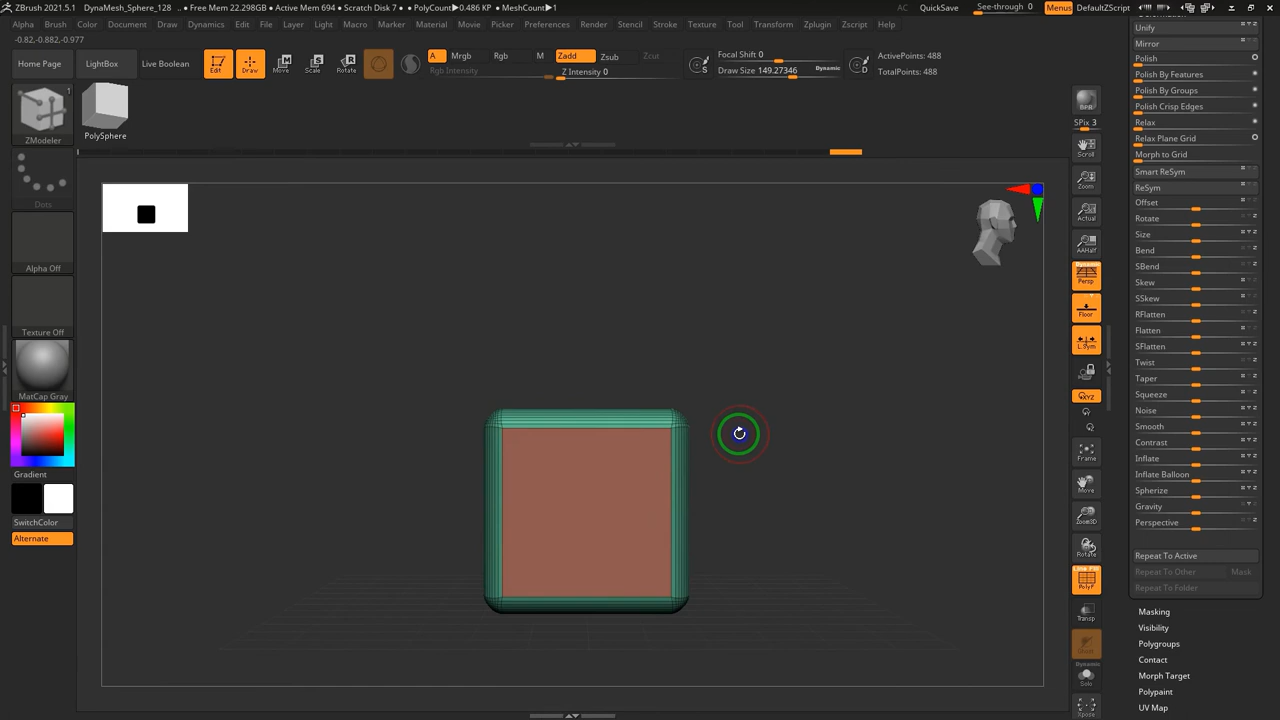 ZBrush 2021.5.1 DynaMesh_Sphere_128 .. ● Free Mem 22.298GB ● Active Mem 694 ● Scratch Disk 7 ● PolyCount▶0.486 KP ● MeshCount▶1 AC QuickSave See-through 0 Menus DefaultZScript
Alpha Brush Color Document Draw Dynamics Edit File Geometry Layer Light Macro Marker Material Movie Picker Preferences Render Stencil Stroke Texture Tool Transform Zplugin Zscript Help
-0.82,-0.882,-0.977
Home Page LightBox Live Boolean Edit Draw Move Scale Rotate A Mrgb Rgb M Zadd Zsub Zcut Focal Shift 0 ActivePoints: 488
Rgb Intensity Z Intensity 0 S Draw Size 149.27346 Dynamic D TotalPoints: 488
1
ZModeler
PolySphere
Dots
Alpha Off
Texture Off
MatCap Gray
Gradient
SwitchColor
Alternate
BPR
SPix 3
Scroll
Zoom
Actual
AAHalf
Dynamic
Persp
Floor
L.Sym
XYZ
Frame
Move
Zoom3D
Rotate
Line Fill
PolyF
Transp
Dynamic
Solo
Xpose
Unify
Mirror
Polish
Polish By Features
Polish By Groups
Polish Crisp Edges
Relax
Relax Plane Grid
Morph to Grid
Smart ReSym
ReSym
Offset
Rotate
Size
Bend
SBend
Skew
SSkew
RFlatten
Flatten
SFlatten
Twist
Taper
Squeeze
Noise
Smooth
Contrast
Inflate
Inflate Balloon
Spherize
Gravity
Perspective
Repeat To Active
Repeat To Other Mask
Repeat To Folder
Masking
Visibility
Polygroups
Contact
Morph Target
Polypaint
UV Map